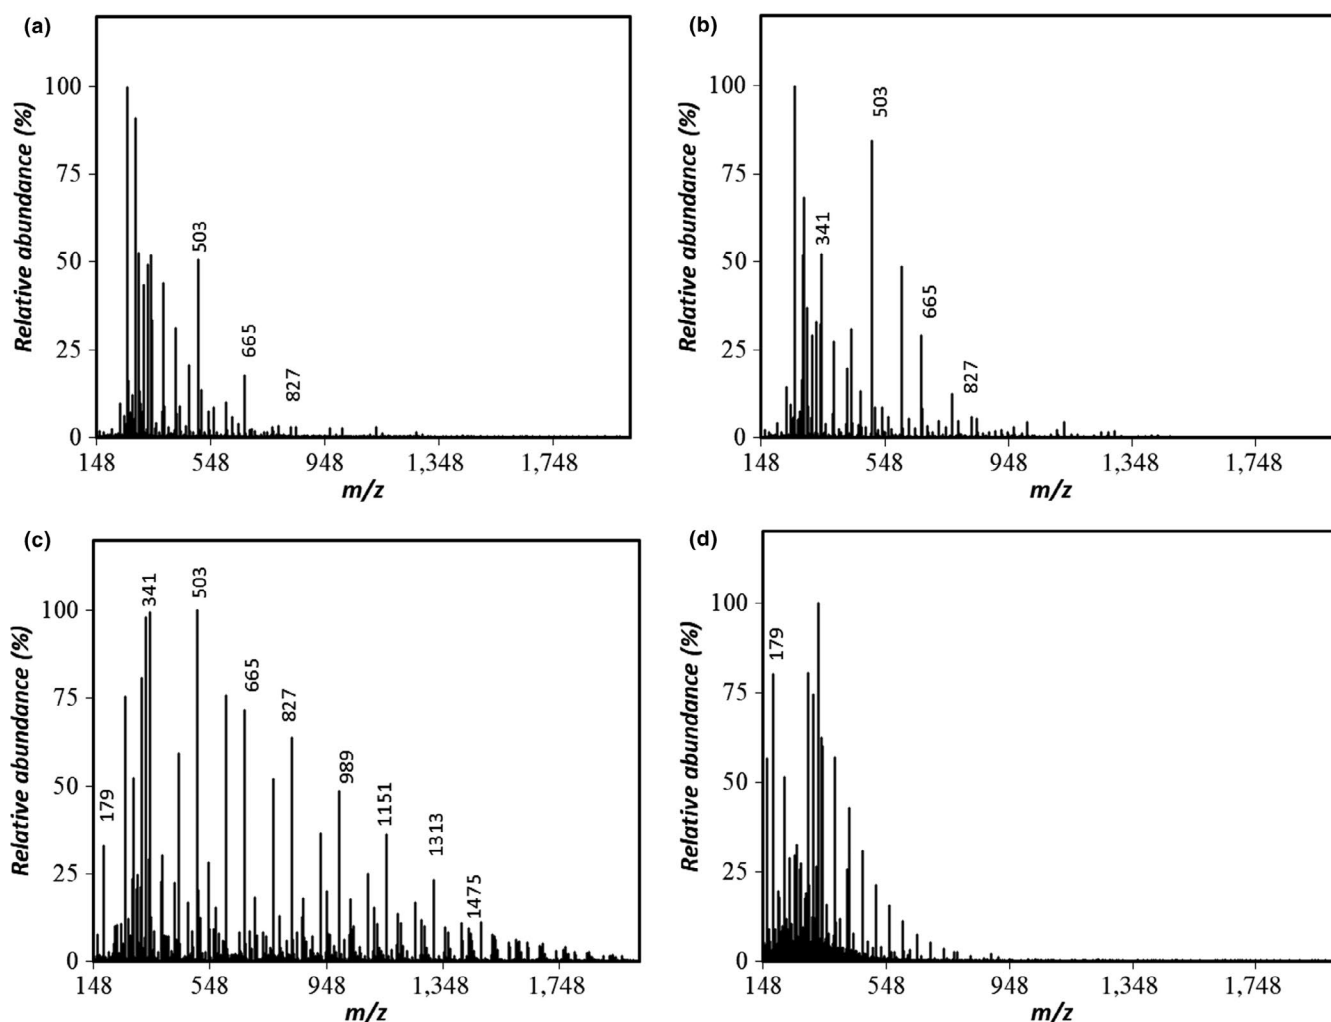 (a)
Relative abundance (%)
100
75
50
25
0
503
665
827
148 548 948 1,348 1,748
m/z
(b)
Relative abundance (%)
100
75
50
25
0
341
503
665
827
148 548 948 1,348 1,748
m/z
(c)
Relative abundance (%)
100
75
50
25
0
179
341
503
665
827
989
1151
1313
1475
148 548 948 1,348 1,748
m/z
(d)
Relative abundance (%)
100
75
50
25
0
179
148 548 948 1,348 1,748
m/z